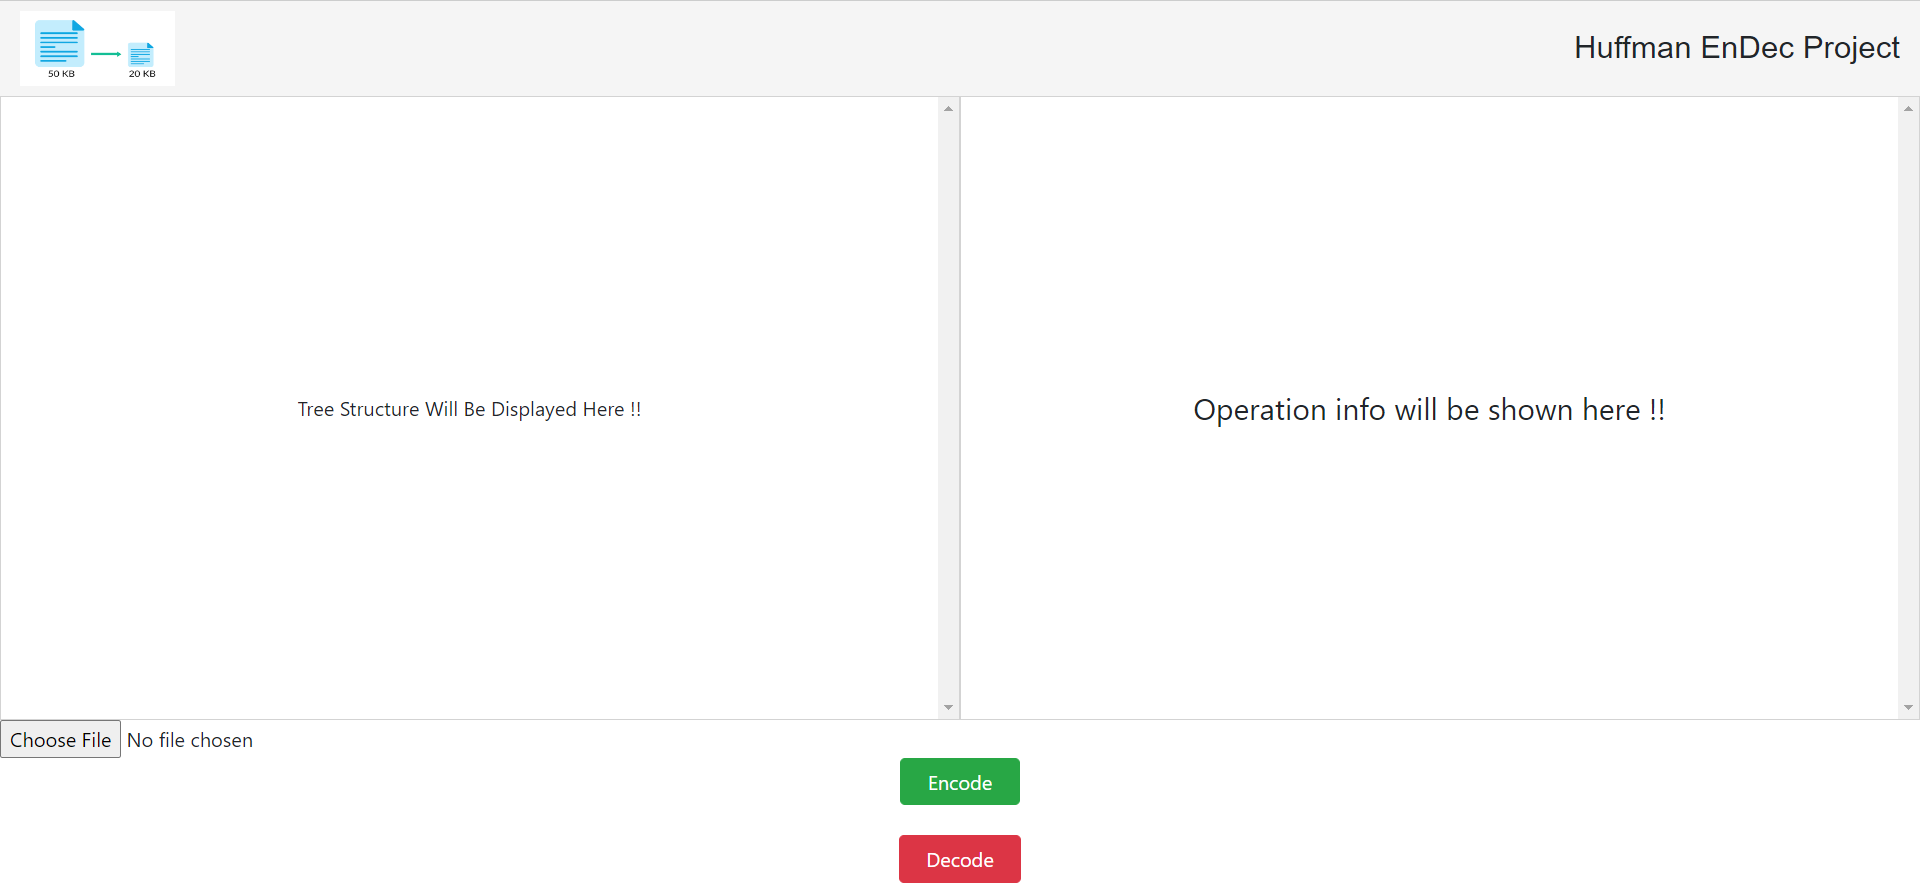 50 KB
20 KB
Huffman EnDec Project
Tree Structure Will Be Displayed Here !!
Operation info will be shown here !!
Choose File No file chosen
Encode
Decode